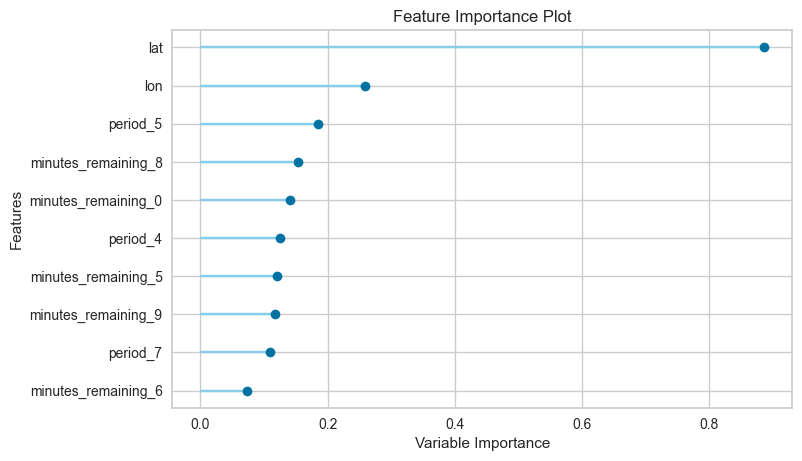 Feature Importance Plot
Features
lat
lon
period_5
minutes_remaining_8
minutes_remaining_0
period_4
minutes_remaining_5
minutes_remaining_9
period_7
minutes_remaining_6
0.0 0.2 0.4 0.6 0.8
Variable Importance